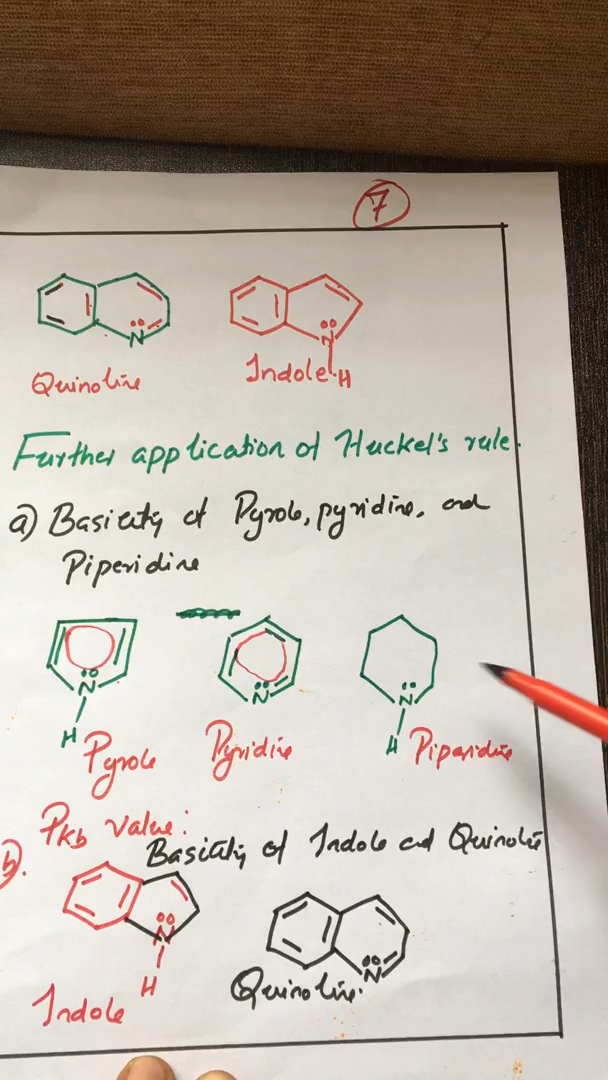 7
N
N
Quinoline
Indole H
Further application of Huckel's rule.
a) Basicity of Pyrole, pyridine, and
Piperidine
N
N
N
H
H
Pyrole
Pyridine
Piperidine
Pkb value:
b). Basicity of Indole and Quinoline
N
H
N
Indole
Quinoline.